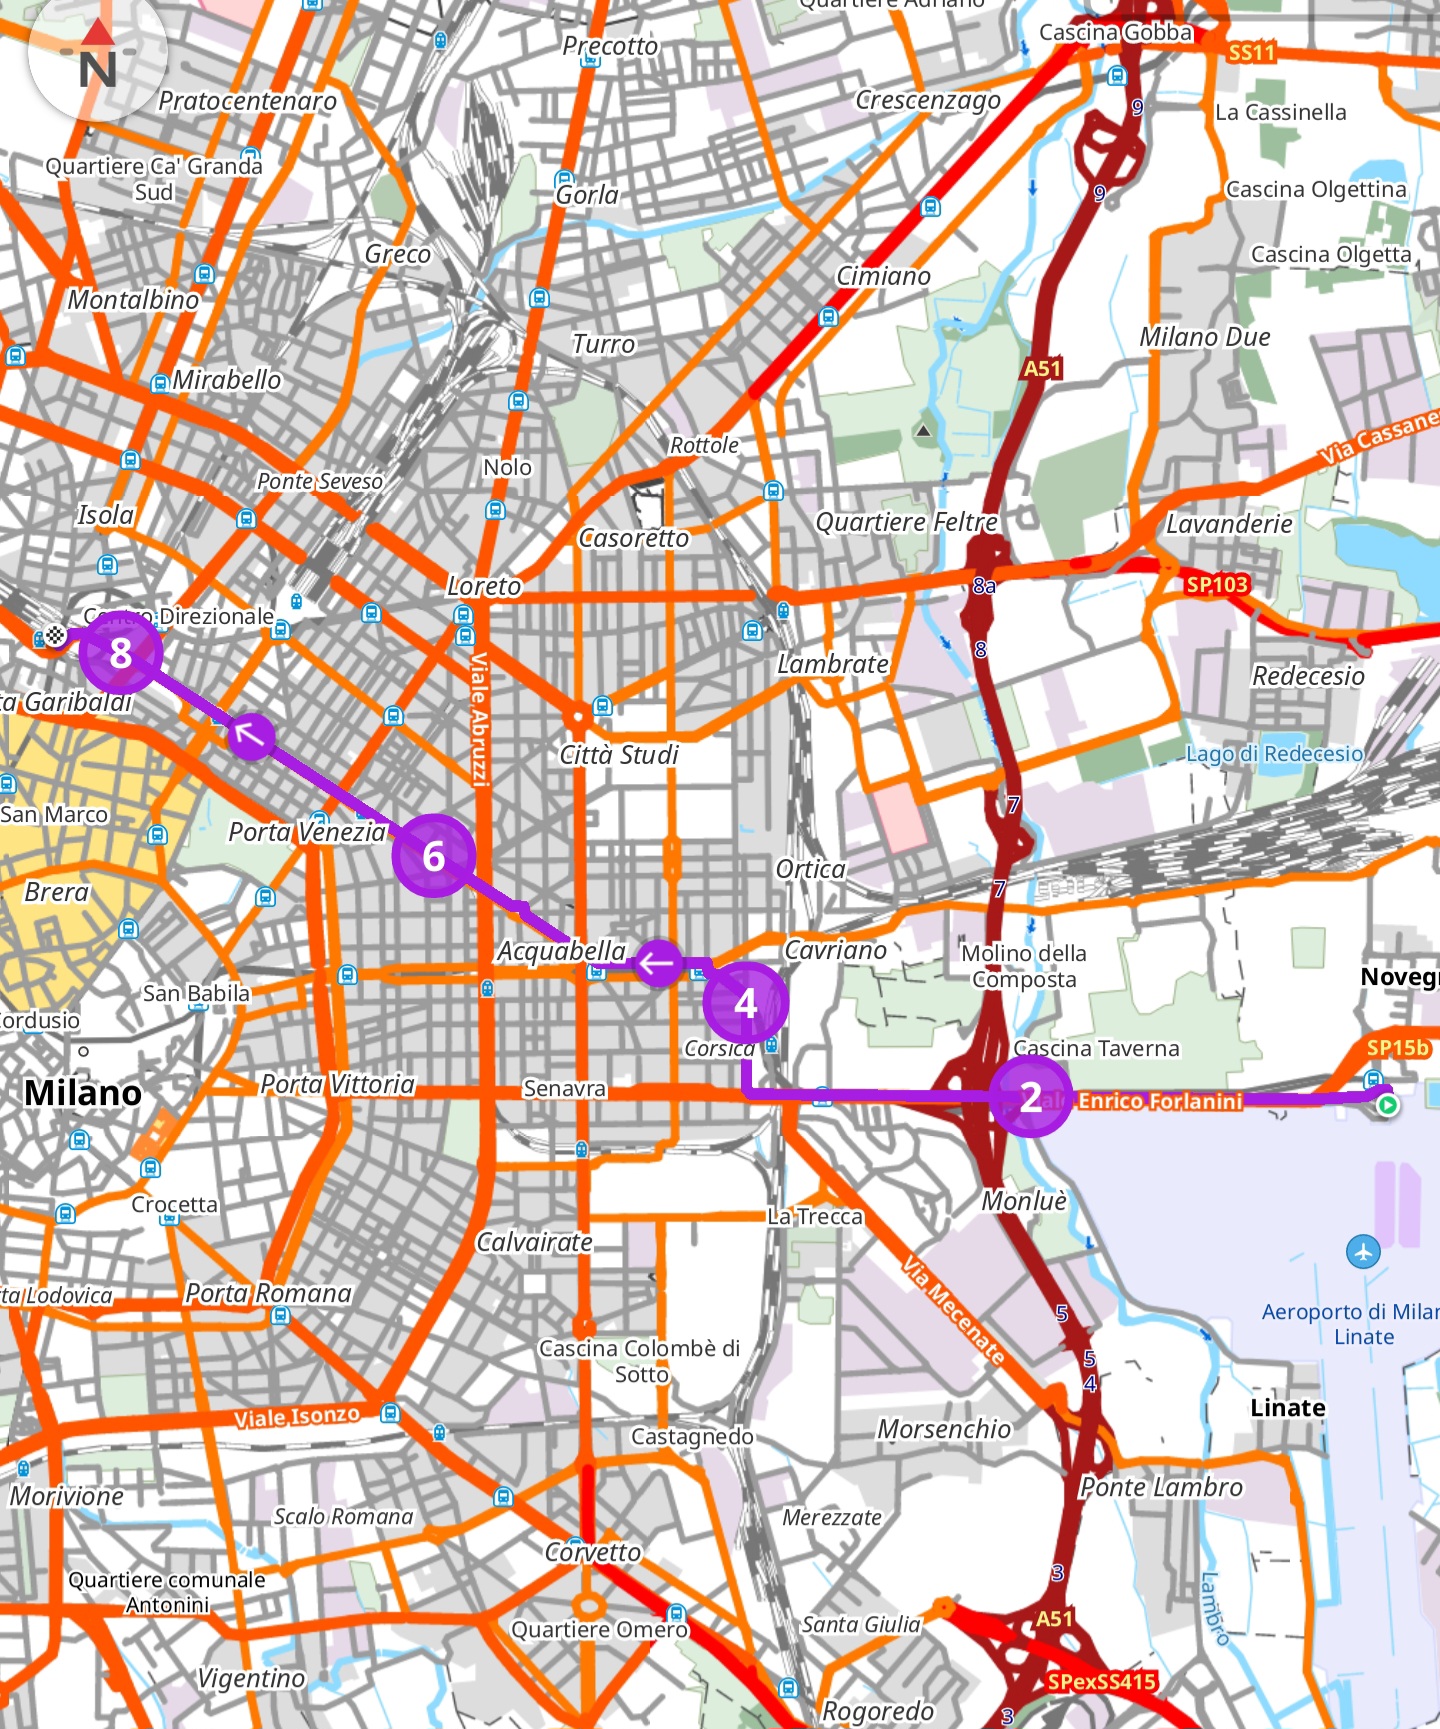 Quartiere Adriano
Cascina Gobba
Precotto
SS11
N
Pratocentenaro
Crescenzago
9
La Cassinella
Quartiere Ca' Granda
Sud
Gorla
9
Cascina Olgettina
Greco
Cascina Olgetta
Cimiano
Montalbino
Turro
Milano Due
A51
Mirabello
Rottole
Via Cassane
Nolo
Ponte Seveso
Isola
Quartiere Feltre
Lavanderie
Casoretto
Loreto
8a
SP103
Centro Direzionale
8
8
Lambrate
Redecesio
ta Garibaldi
Viale Abruzzi
Città Studi
Lago di Redecesio
7
San Marco
Porta Venezia
6
Ortica
7
Brera
Acquabella
Cavriano
Molino della
Composta
Noveg
San Babila
4
Cordusio
Corsica
Cascina Taverna
SP15b
Milano
Porta Vittoria
Senavra
2
Viale Enrico Forlanini
Crocetta
Monluè
La Trecca
Calvairate
ta Lodovica
Porta Romana
Via Mecenate
5
Aeroporto di Milan
Linate
Cascina Colombè di
Sotto
5
4
Viale Isonzo
Linate
Castagnedo
Morsenchio
Morivione
Ponte Lambro
Scalo Romana
Merezzate
Corvetto
3
Quartiere comunale
Antonini
Lambro
Quartiere Omero
Santa Giulia
A51
Vigentino
SPexSS415
Rogoredo
3